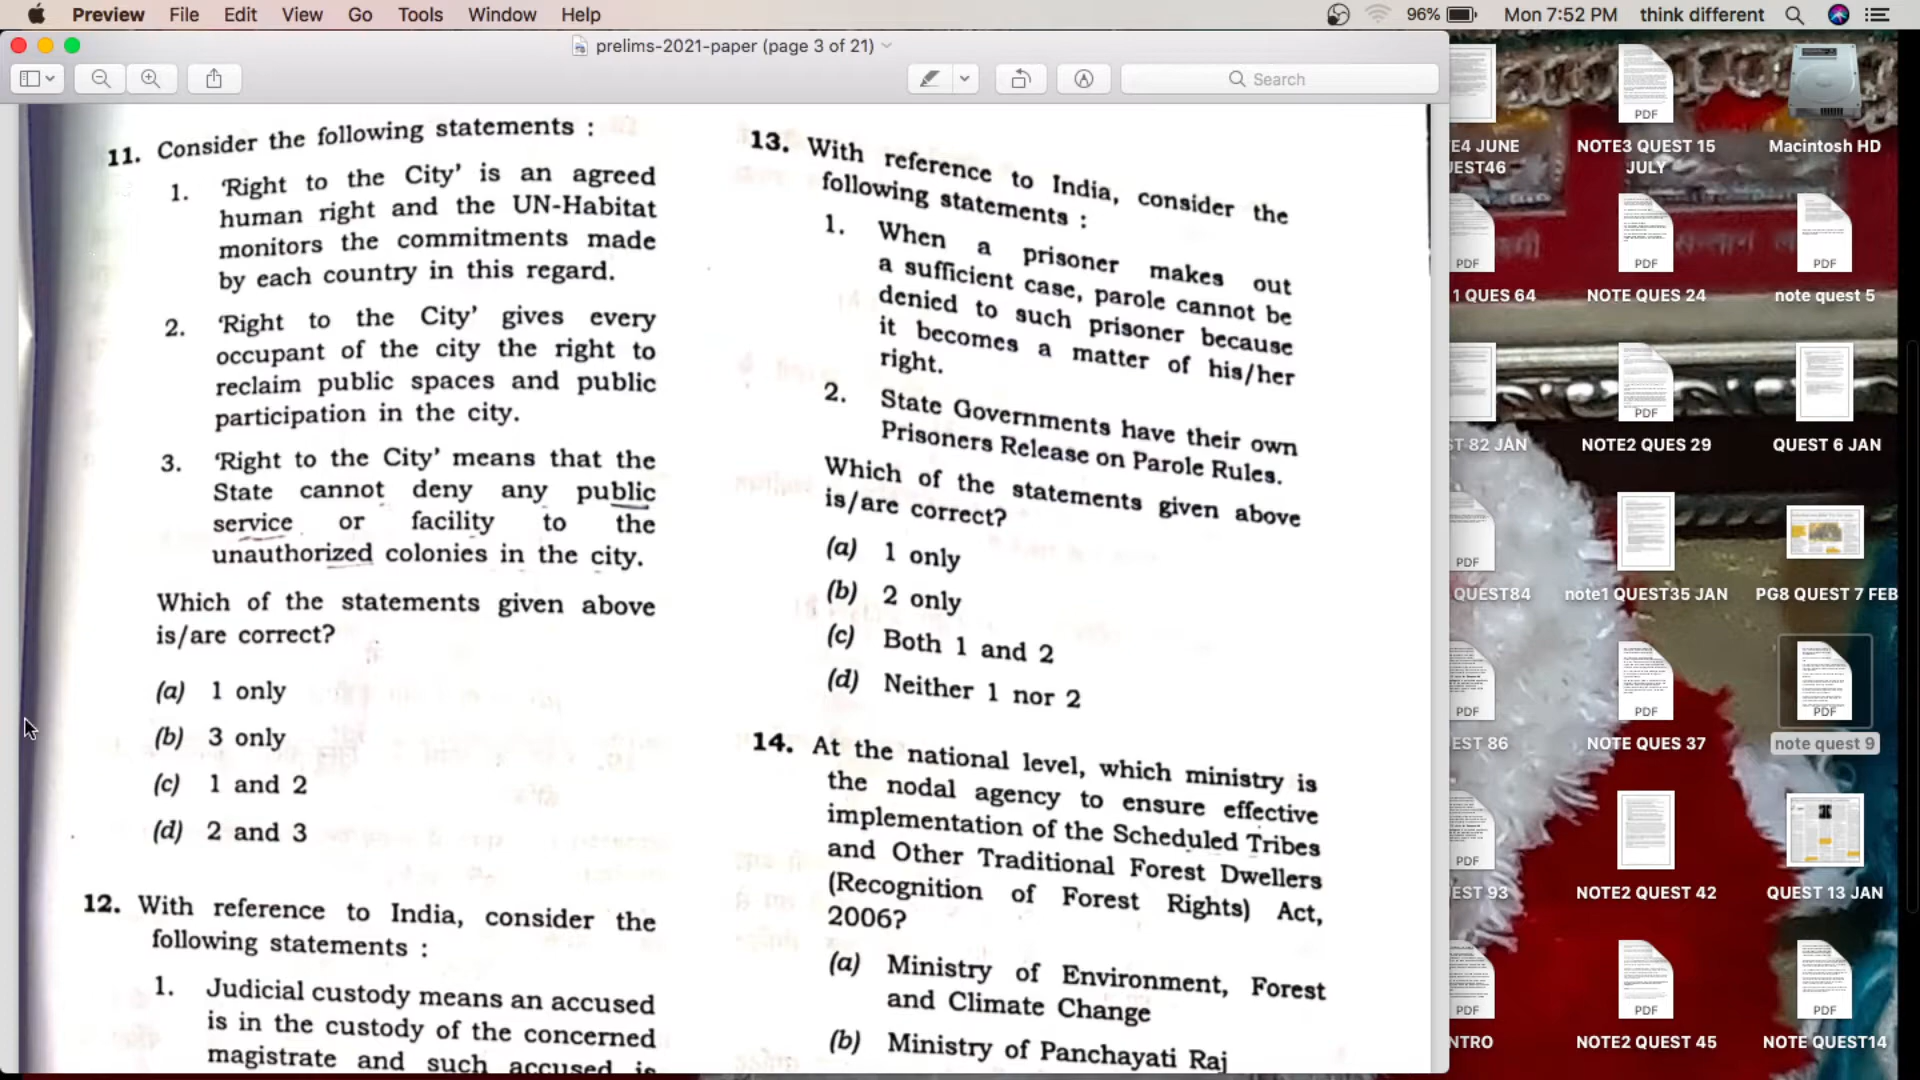 Preview File Edit View Go Tools Window Help
96% Mon 7:52 PM think different
prelims-2021-paper (page 3 of 21)
Search
11. Consider the following statements :
1. 'Right to the City' is an agreed
human right and the UN-Habitat
monitors the commitments made
by each country in this regard.
2. 'Right to the City' gives every
occupant of the city the right to
reclaim public spaces and public
participation in the city.
3. 'Right to the City' means that the
State cannot deny any public
service or facility to the
unauthorized colonies in the city.
Which of the statements given above
is/are correct?
(a) 1 only
(b) 3 only
(c) 1 and 2
(d) 2 and 3
12. With reference to India, consider the
following statements :
1. Judicial custody means an accused
is in the custody of the concerned
magistrate and such accused is
13. With reference to India, consider the
following statements :
1. When a prisoner makes out
a sufficient case, parole cannot be
denied to such prisoner because
it becomes a matter of his/her
right.
2. State Governments have their own
Prisoners Release on Parole Rules.
Which of the statements given above
is/are correct?
(a) 1 only
(b) 2 only
(c) Both 1 and 2
(d) Neither 1 nor 2
14. At the national level, which ministry is
the nodal agency to ensure effective
implementation of the Scheduled Tribes
and Other Traditional Forest Dwellers
(Recognition of Forest Rights) Act,
2006?
(a) Ministry of Environment, Forest
and Climate Change
(b) Ministry of Panchayati Raj
PDF
E4 JUNE
NOTE3 QUEST 15
JULY
Macintosh HD
PDF
PDF
PDF
1 QUES 64
NOTE QUES 24
note quest 5
PDF
ST 82 JAN
NOTE2 QUES 29
QUEST 6 JAN
PDF
QUEST84
note1 QUEST35 JAN
PG8 QUEST 7 FEB
PDF
PDF
PDF
EST 86
NOTE QUES 37
note quest 9
PDF
EST 93
NOTE2 QUEST 42
QUEST 13 JAN
PDF
PDF
PDF
NTRO
NOTE2 QUEST 45
NOTE QUEST14